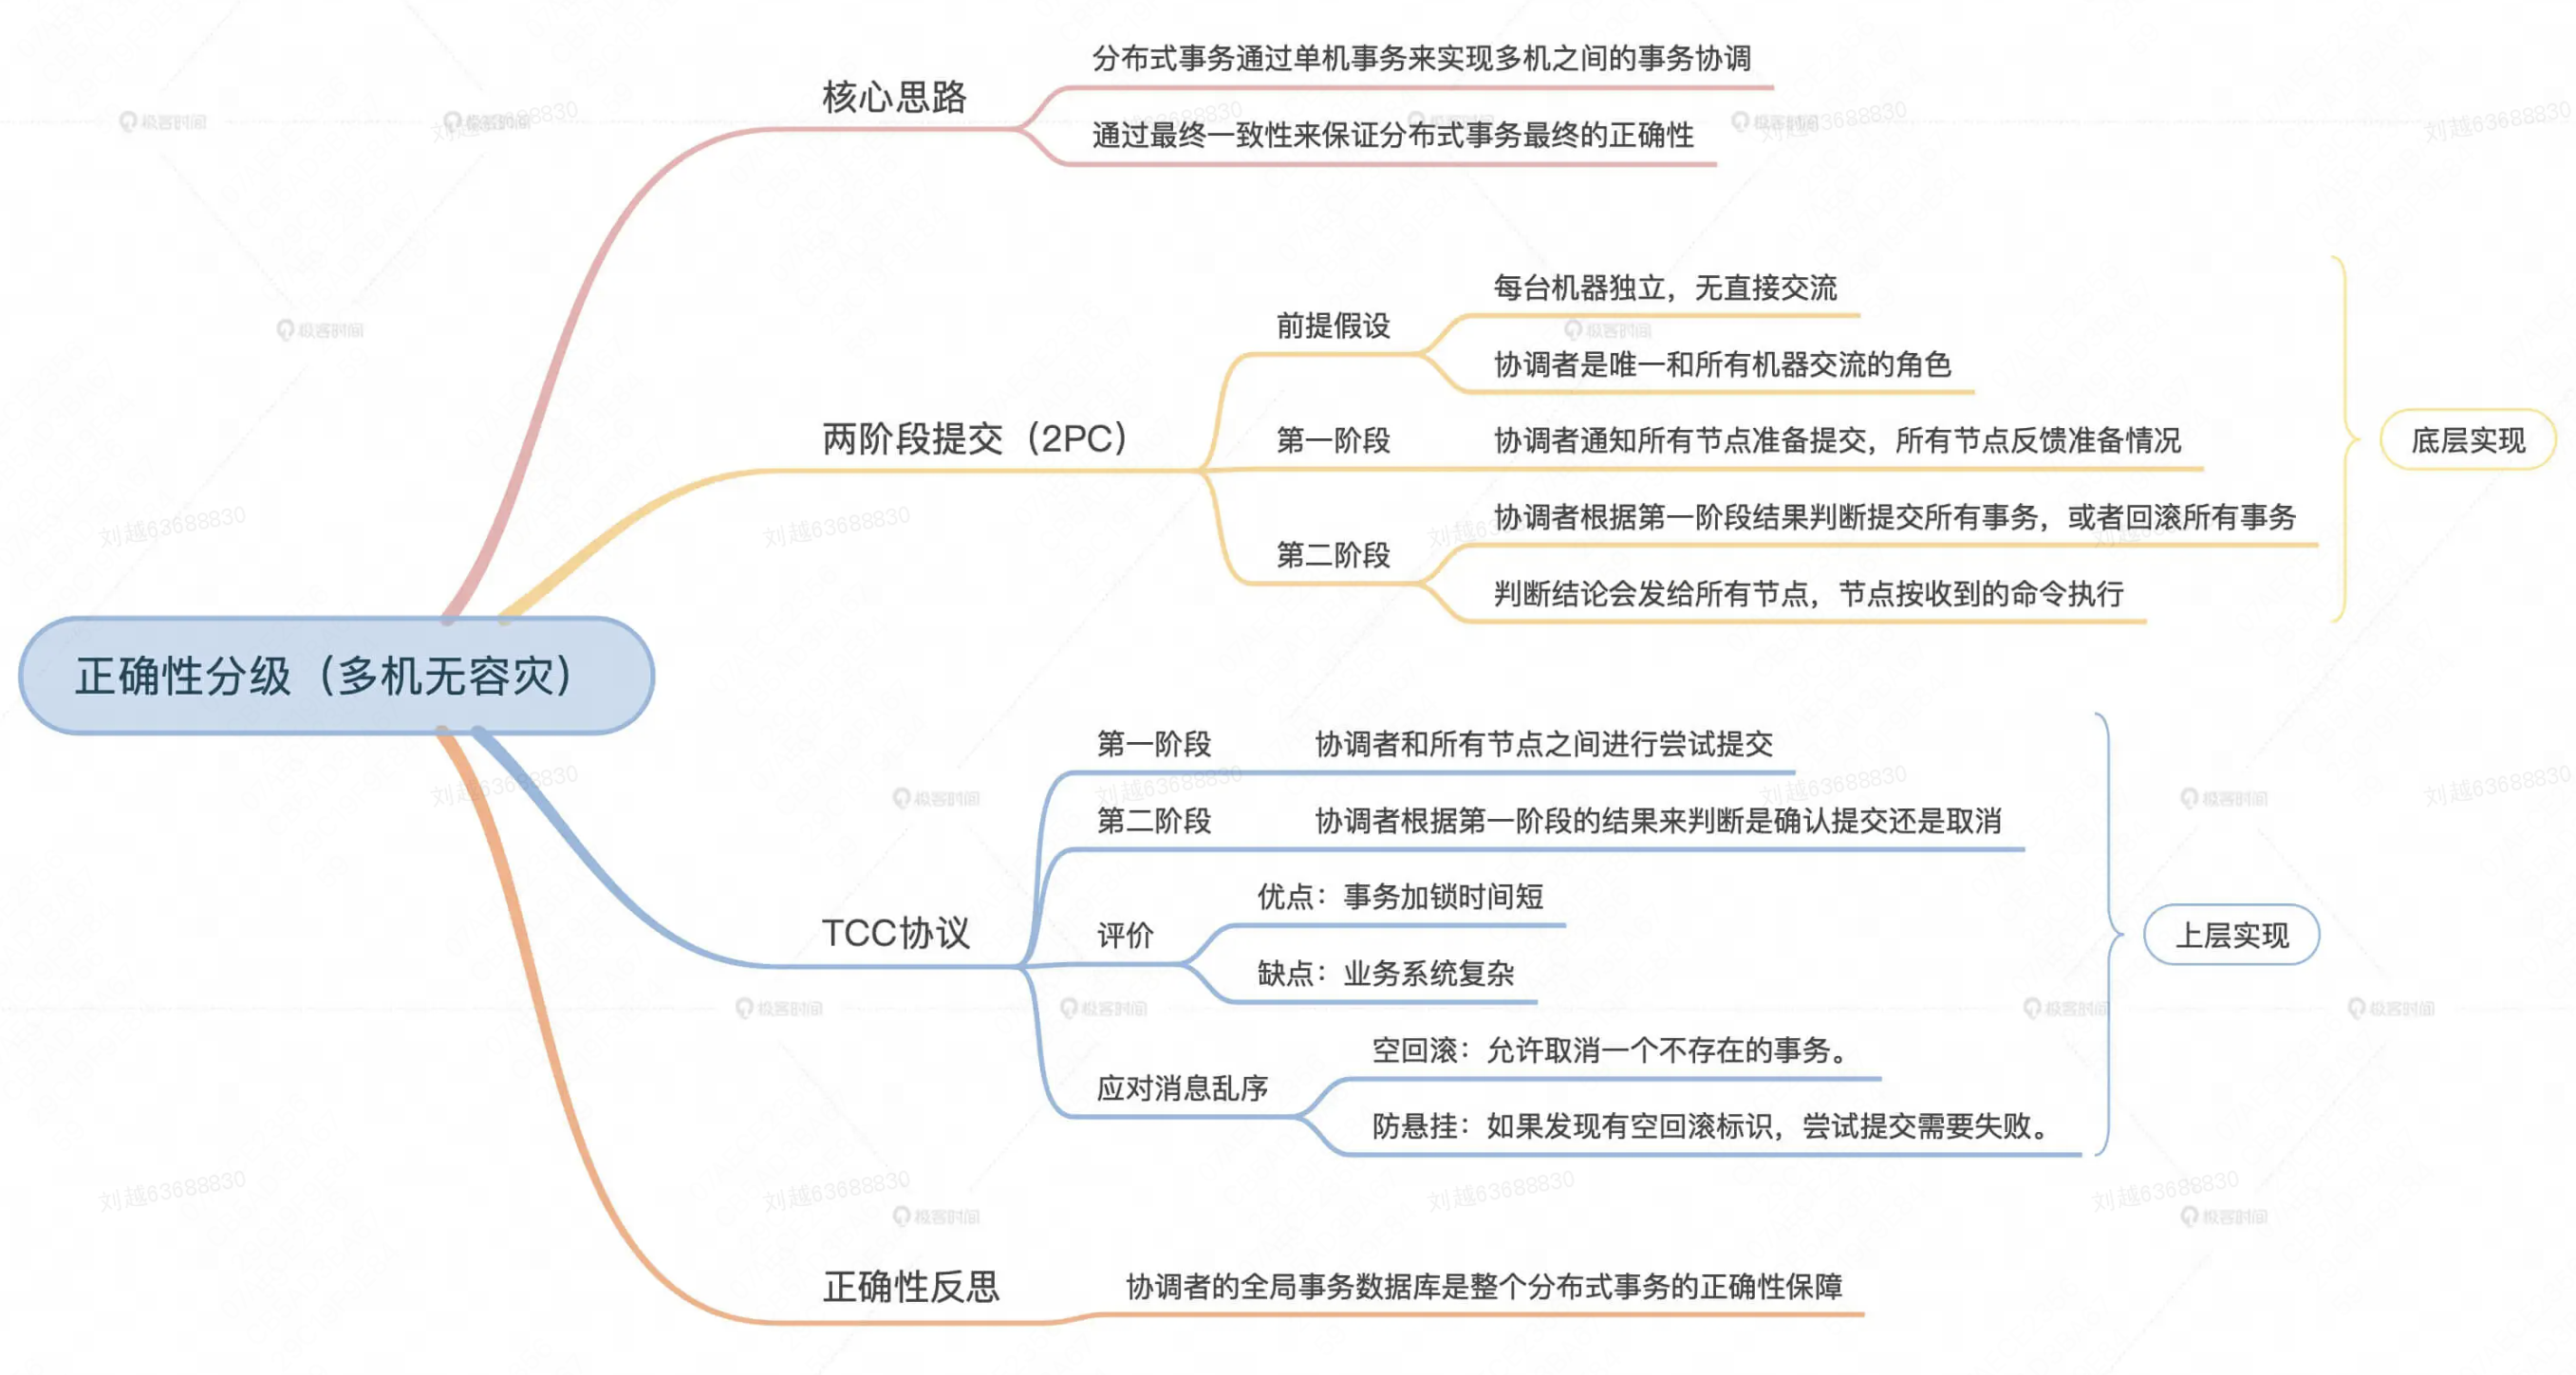 核心思路
分布式事务通过单机事务来实现多机之间的事务协调
通过最终一致性来保证分布式事务最终的正确性
两阶段提交（2PC）
前提假设
每台机器独立，无直接交流
协调者是唯一和所有机器交流的角色
第一阶段
协调者通知所有节点准备提交，所有节点反馈准备情况
第二阶段
协调者根据第一阶段结果判断提交所有事务，或者回滚所有事务
判断结论会发给所有节点，节点按收到的命令执行
底层实现
正确性分级（多机无容灾）
TCC协议
第一阶段
协调者和所有节点之间进行尝试提交
第二阶段
协调者根据第一阶段的结果来判断是确认提交还是取消
评价
优点：事务加锁时间短
缺点：业务系统复杂
应对消息乱序
空回滚：允许取消一个不存在的事务。
防悬挂：如果发现有空回滚标识，尝试提交需要失败。
上层实现
正确性反思
协调者的全局事务数据库是整个分布式事务的正确性保障
极客时间
刘越63688830